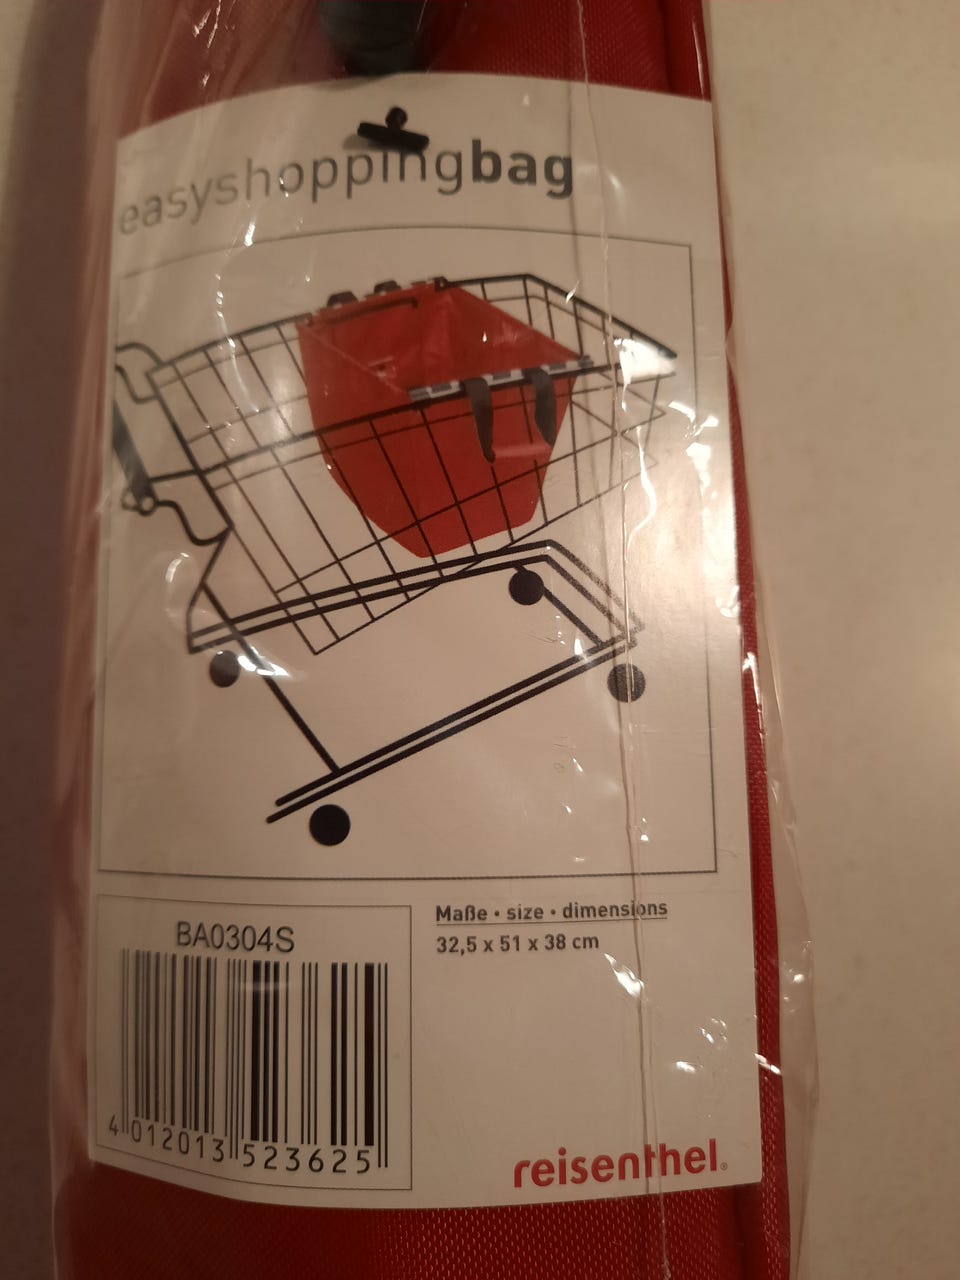 easyshoppingbag
BA0304S
4 012013 523625
Maße • size • dimensions
32,5 x 51 x 38 cm
reisenthel®